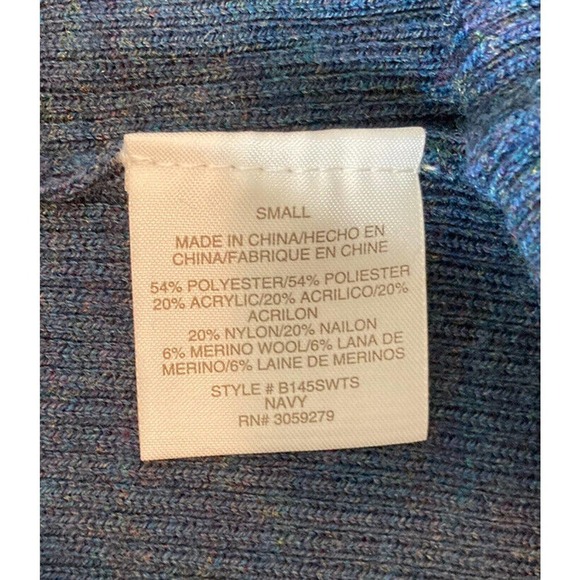 SMALL
MADE IN CHINA/HECHO EN
CHINA/FABRIQUE EN CHINE
54% POLYESTER/54% POLIESTER
20% ACRYLIC/20% ACRILICO/20%
ACRILON
20% NYLON/20% NAILON
6% MERINO WOOL/6% LANA DE
MERINO/6% LAINE DE MERINOS
STYLE # B145SWTS
NAVY
RN# 3059279